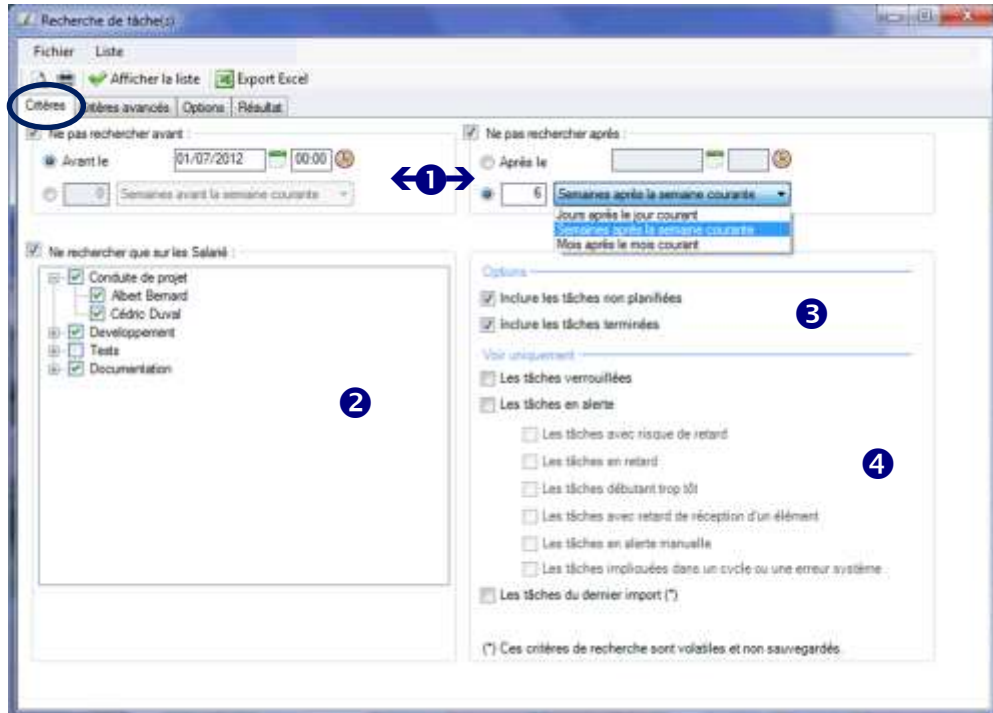 Recherche de tâche(s)
Fichier Liste
Afficher la liste Export Excel
Critères Critères avancés Options Résultat
Ne pas rechercher avant :
Avant le 01/07/2012 00:00
0 Semaines avant la semaine courante
1
Ne pas rechercher après :
Après le
6 Semaines après la semaine courante
Jours après le jour courant
Semaines après la semaine courante
Mois après le mois courant
Ne rechercher que sur les Salarié :
Conduite de projet
Albert Bernard
Cédric Duval
Developpement
Tests
Documentation
2
Options
Inclure les tâches non planifiées
Inclure les tâches terminées
3
Voir uniquement
Les tâches verrouillées
Les tâches en alerte
Les tâches avec risque de retard
Les tâches en retard
Les tâches débutant trop tôt
Les tâches avec retard de réception d'un élément
Les tâches en alerte manuelle
Les tâches impliquées dans un cycle ou une erreur système
4
Les tâches du dernier import (*)
(*) Ces critères de recherche sont volatiles et non sauvegardés.